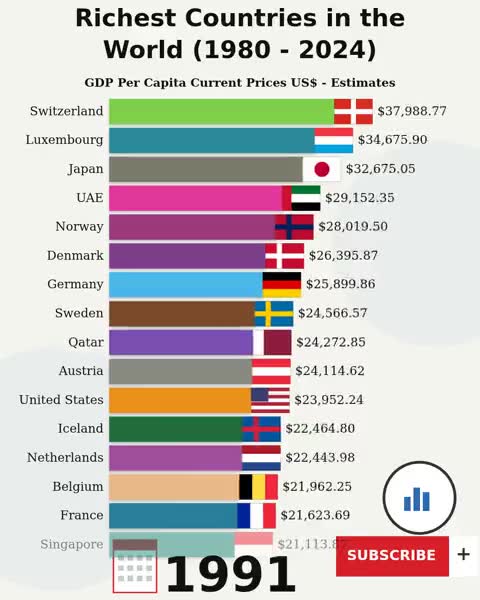 Richest Countries in the
World (1980 - 2024)
GDP Per Capita Current Prices US$ - Estimates
Switzerland $37,988.77
Luxembourg $34,675.90
Japan $32,675.05
UAE $29,152.35
Norway $28,019.50
Denmark $26,395.87
Germany $25,899.86
Sweden $24,566.57
Qatar $24,272.85
Austria $24,114.62
United States $23,952.24
Iceland $22,464.80
Netherlands $22,443.98
Belgium $21,962.25
France $21,623.69
Singapore $21,113.87
1991
SUBSCRIBE +